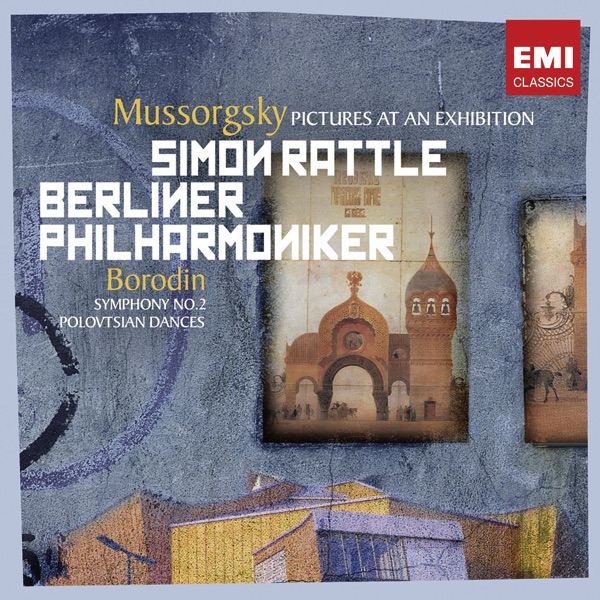 EMI
CLASSICS
Mussorgsky PICTURES AT AN EXHIBITION
SIMON RATTLE
BERLINER
PHILHARMONIKER
Borodin
SYMPHONY NO.2
POLOVTSIAN DANCES